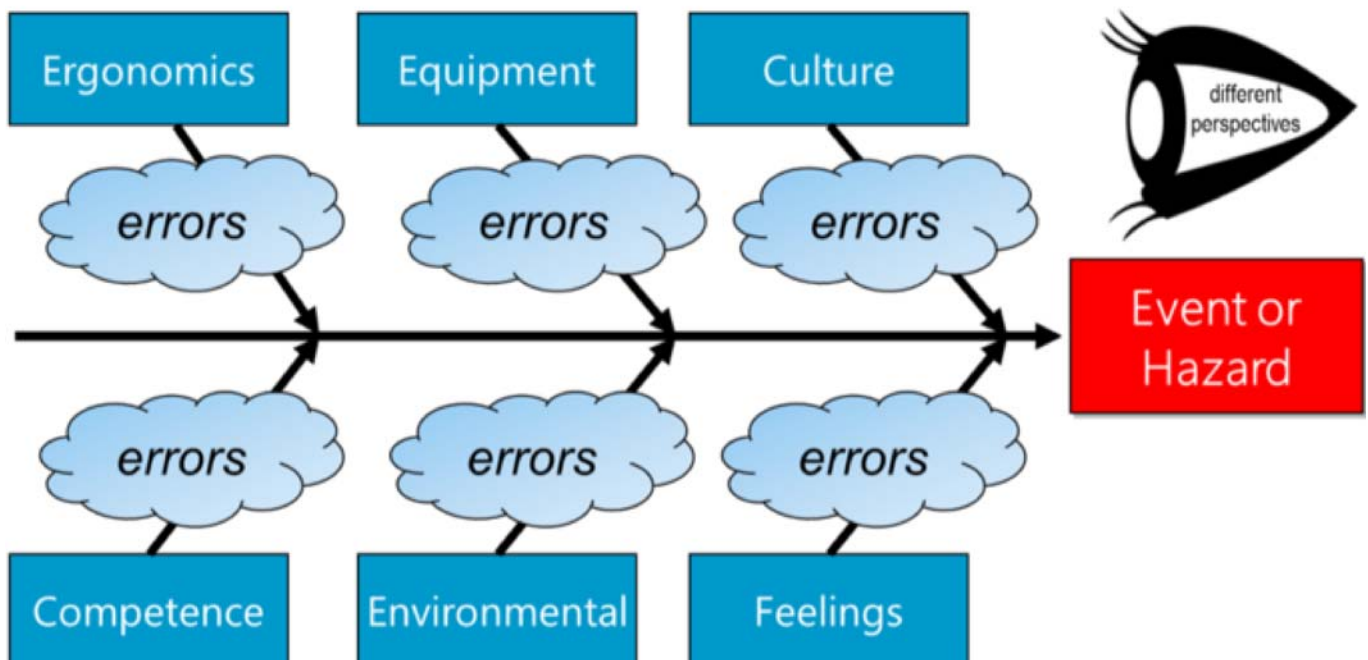 Ergonomics
Equipment
Culture
different
perspectives
errors
errors
errors
Event or
Hazard
errors
errors
errors
Competence
Environmental
Feelings